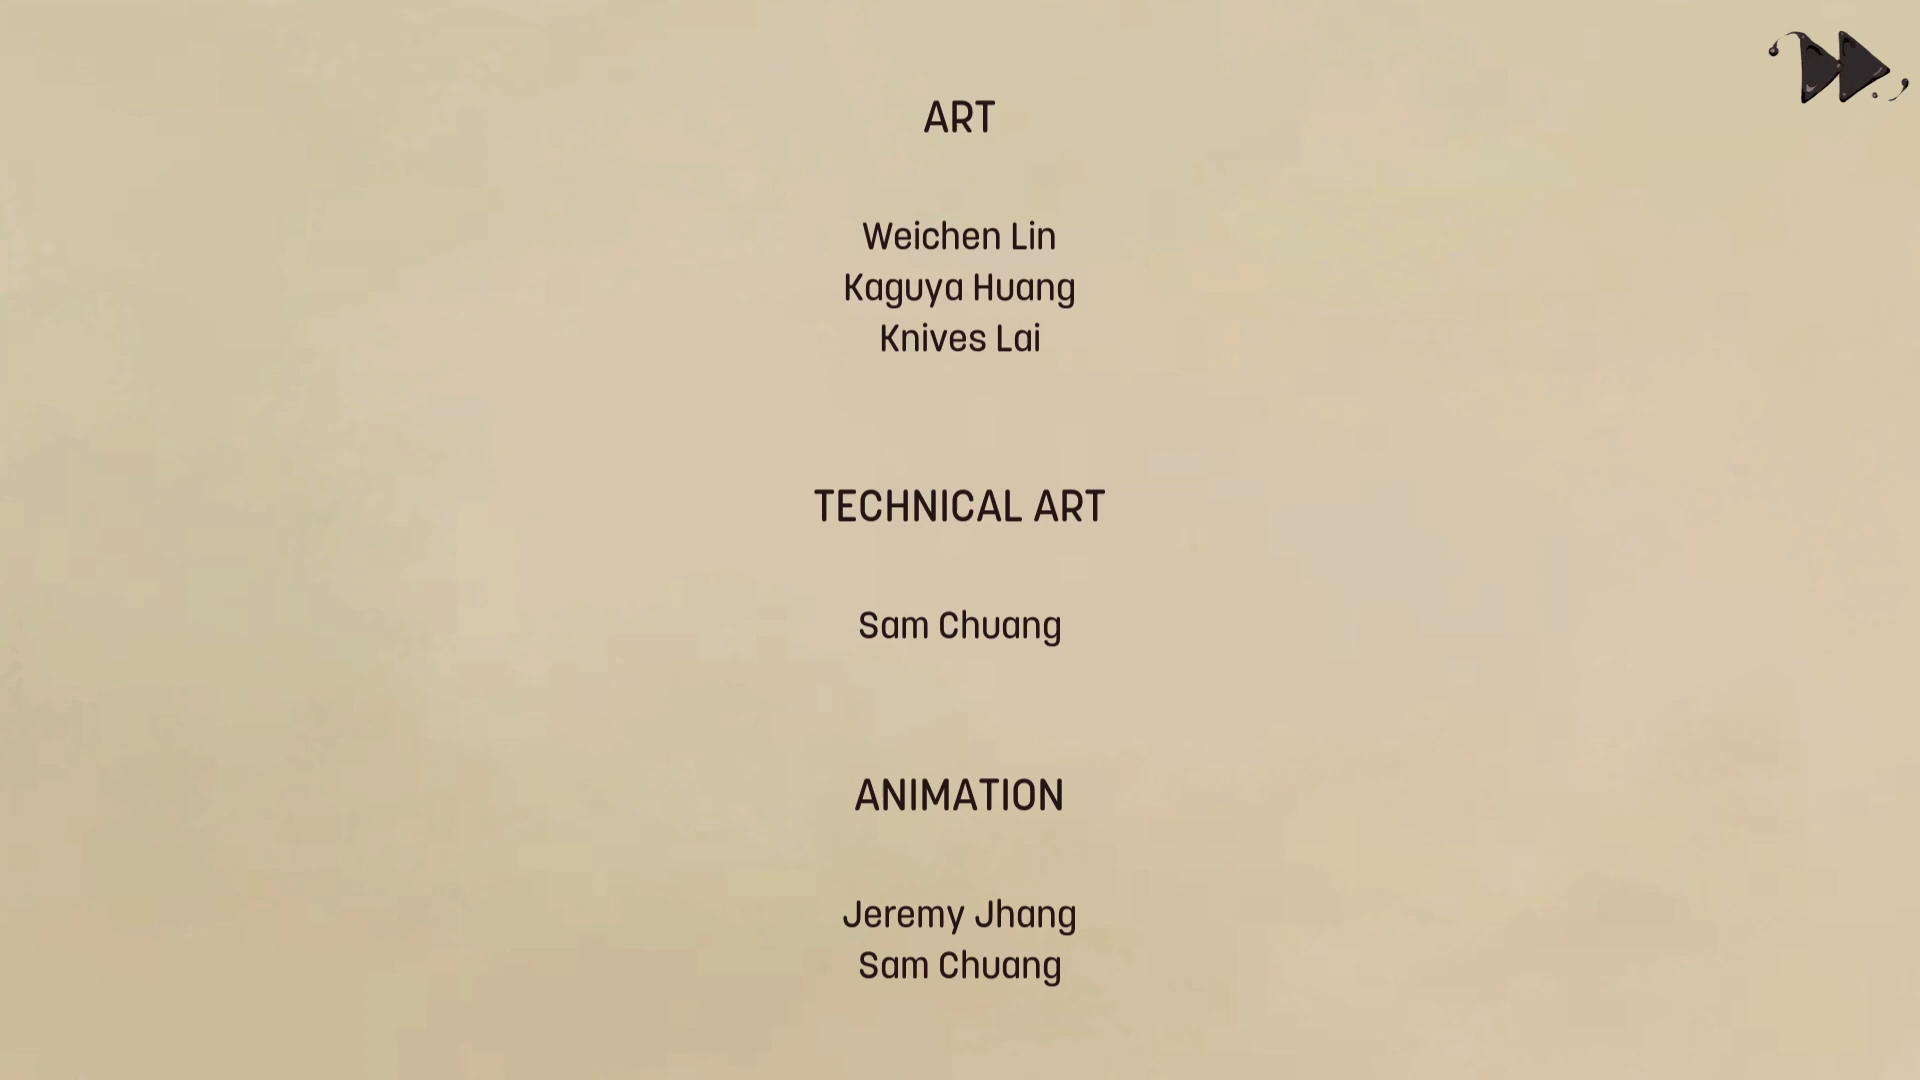 ART
Weichen Lin
Kaguya Huang
Knives Lai
TECHNICAL ART
Sam Chuang
ANIMATION
Jeremy Jhang
Sam Chuang